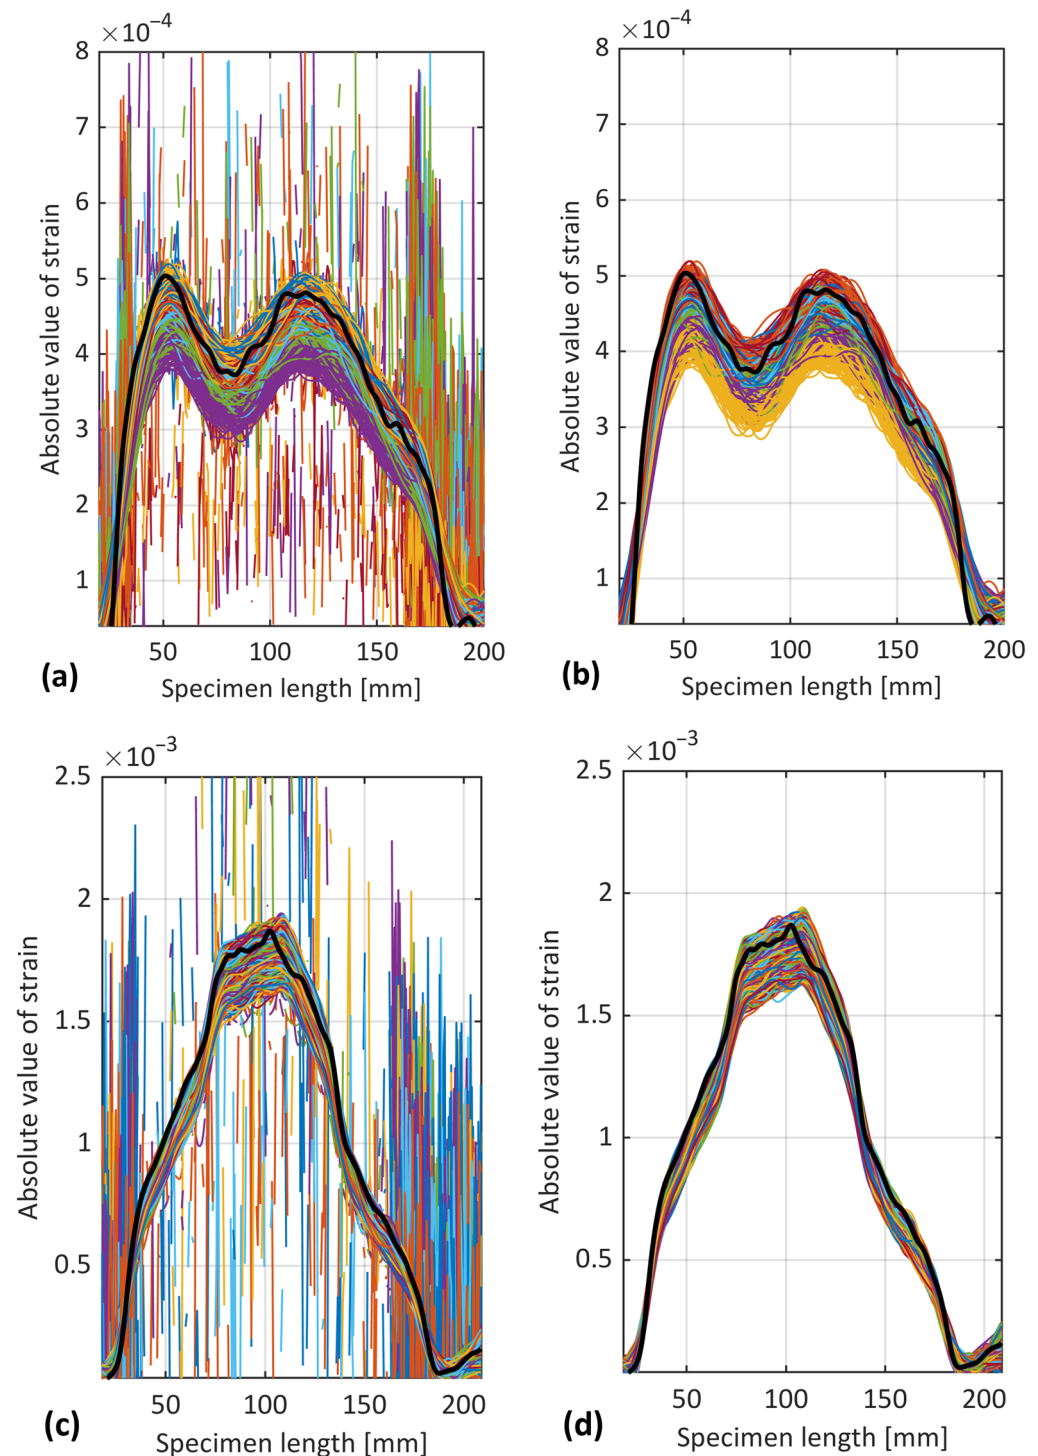 ×10⁻⁴
8
7
6
5
4
3
2
1
50 100 150 200
Absolute value of strain
Specimen length [mm]
(a)
×10⁻⁴
8
7
6
5
4
3
2
1
50 100 150 200
Absolute value of strain
Specimen length [mm]
(b)
×10⁻³
2.5
2
1.5
1
0.5
50 100 150 200
Absolute value of strain
Specimen length [mm]
(c)
×10⁻³
2.5
2
1.5
1
0.5
50 100 150 200
Absolute value of strain
Specimen length [mm]
(d)